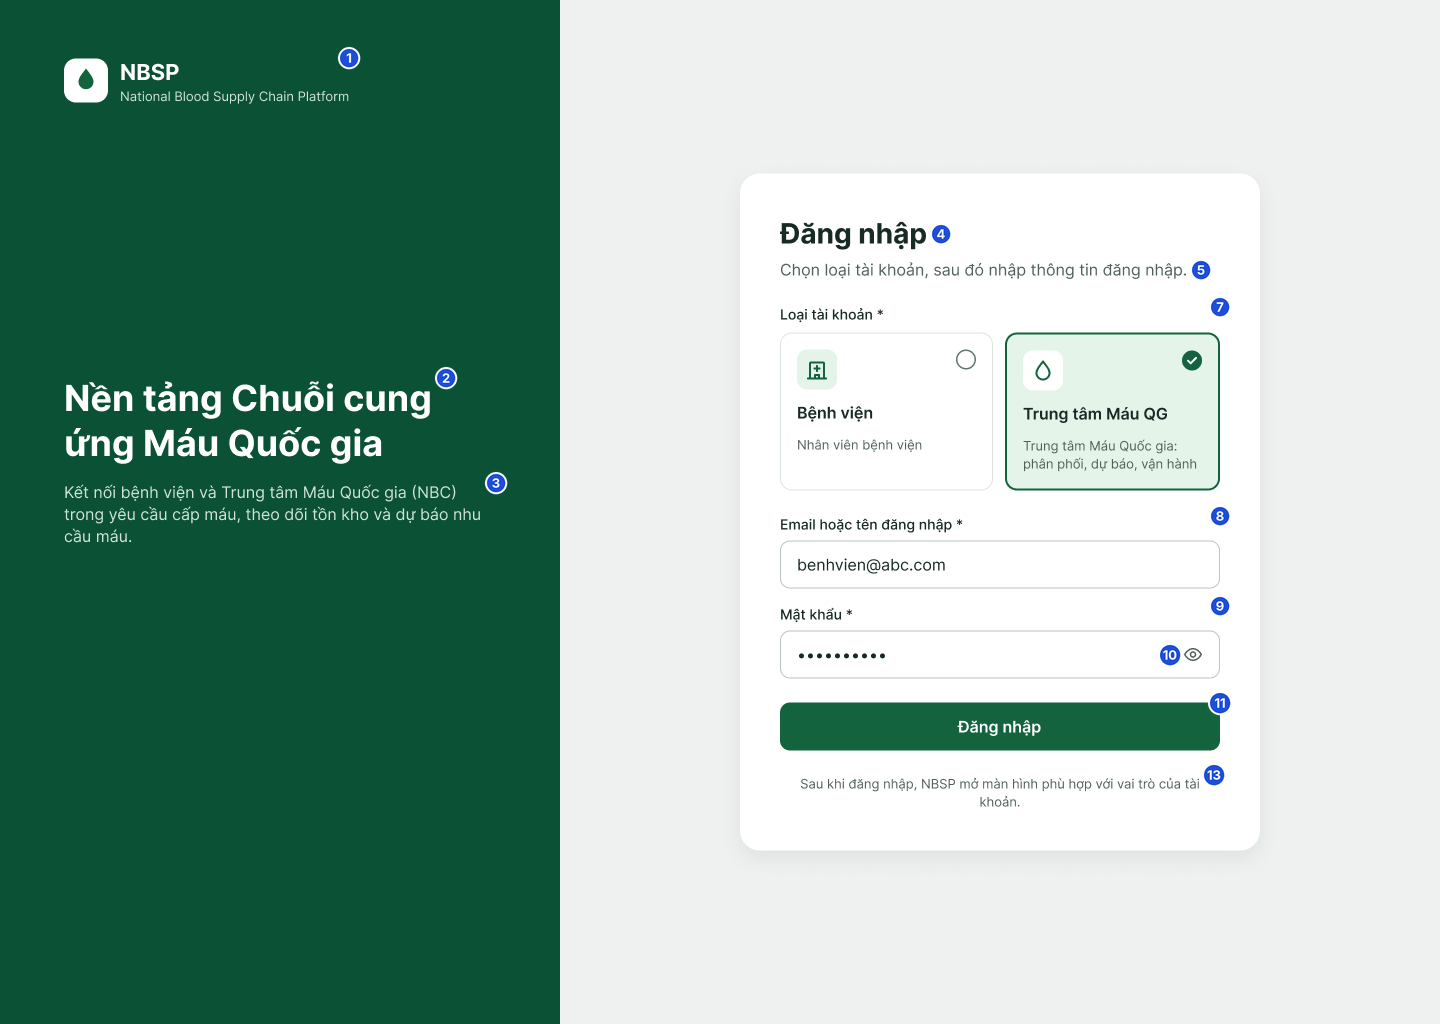 NBSP 1
National Blood Supply Chain Platform
Nền tảng Chuỗi cung 2
ứng Máu Quốc gia
3
Kết nối bệnh viện và Trung tâm Máu Quốc gia (NBC)
trong yêu cầu cấp máu, theo dõi tồn kho và dự báo nhu
cầu máu.
Đăng nhập 4
Chọn loại tài khoản, sau đó nhập thông tin đăng nhập. 5
Loại tài khoản * 7
Bệnh viện
Nhân viên bệnh viện
Trung tâm Máu QG
Trung tâm Máu Quốc gia:
phân phối, dự báo, vận hành
Email hoặc tên đăng nhập * 8
benhvien@abc.com
Mật khẩu * 9
•••••••••• 10
11
Đăng nhập
Sau khi đăng nhập, NBSP mở màn hình phù hợp với vai trò của tài 13
khoản.